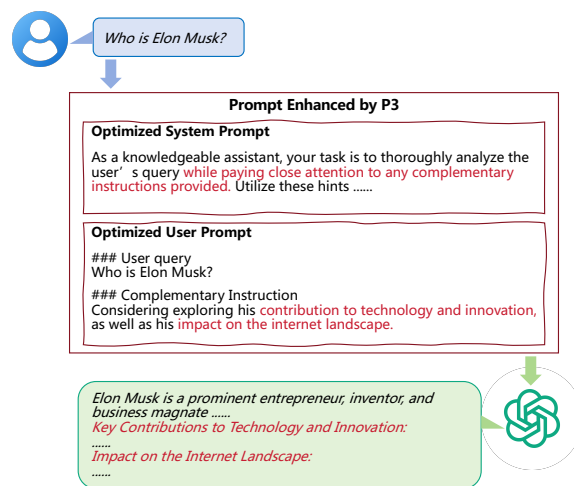 Who is Elon Musk?
Prompt Enhanced by P3
Optimized System Prompt
As a knowledgeable assistant, your task is to thoroughly analyze the
user’s query while paying close attention to any complementary
instructions provided. Utilize these hints ......
Optimized User Prompt
### User query
Who is Elon Musk?
### Complementary Instruction
Considering exploring his contribution to technology and innovation,
as well as his impact on the internet landscape.
Elon Musk is a prominent entrepreneur, inventor, and
business magnate ......
Key Contributions to Technology and Innovation:
......
Impact on the Internet Landscape:
......